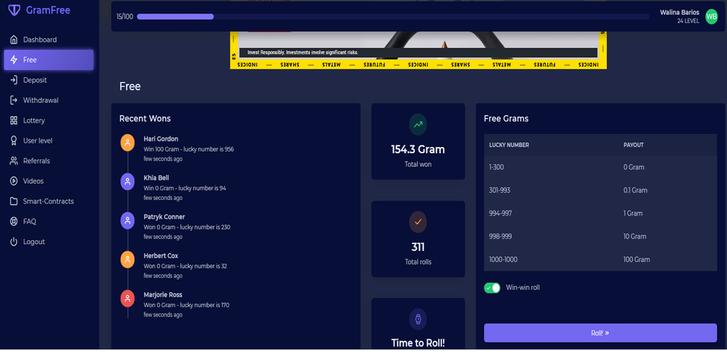 GramFree
Dashboard
Free
Deposit
Withdrawal
Lottery
User level
Referrals
Videos
Smart-Contracts
FAQ
Logout
15/100
Walina Barios
24 LEVEL
WB
Invest Responsibly. Investments involve significant risks.
INDICES — FUTURES — METALS — SHARES — INDICES — FUTURES — METALS — SHARES — INDICES
Free
Recent Wons
Hari Gordon
Win 100 Gram - lucky number is 956
few seconds ago
Khia Bell
Win 0 Gram - lucky number is 94
few seconds ago
Patryk Conner
Won 0 Gram - lucky number is 230
few seconds ago
Herbert Cox
Won 0 Gram - lucky number is 32
few seconds ago
Marjorie Ross
Won 0 Gram - lucky number is 170
few seconds ago
154.3 Gram
Total won
311
Total rolls
Time to Roll!
Free Grams
LUCKY NUMBER PAYOUT
1-300 0 Gram
301-993 0.1 Gram
994-997 1 Gram
998-999 10 Gram
1000-1000 100 Gram
Win-win roll
Roll! »